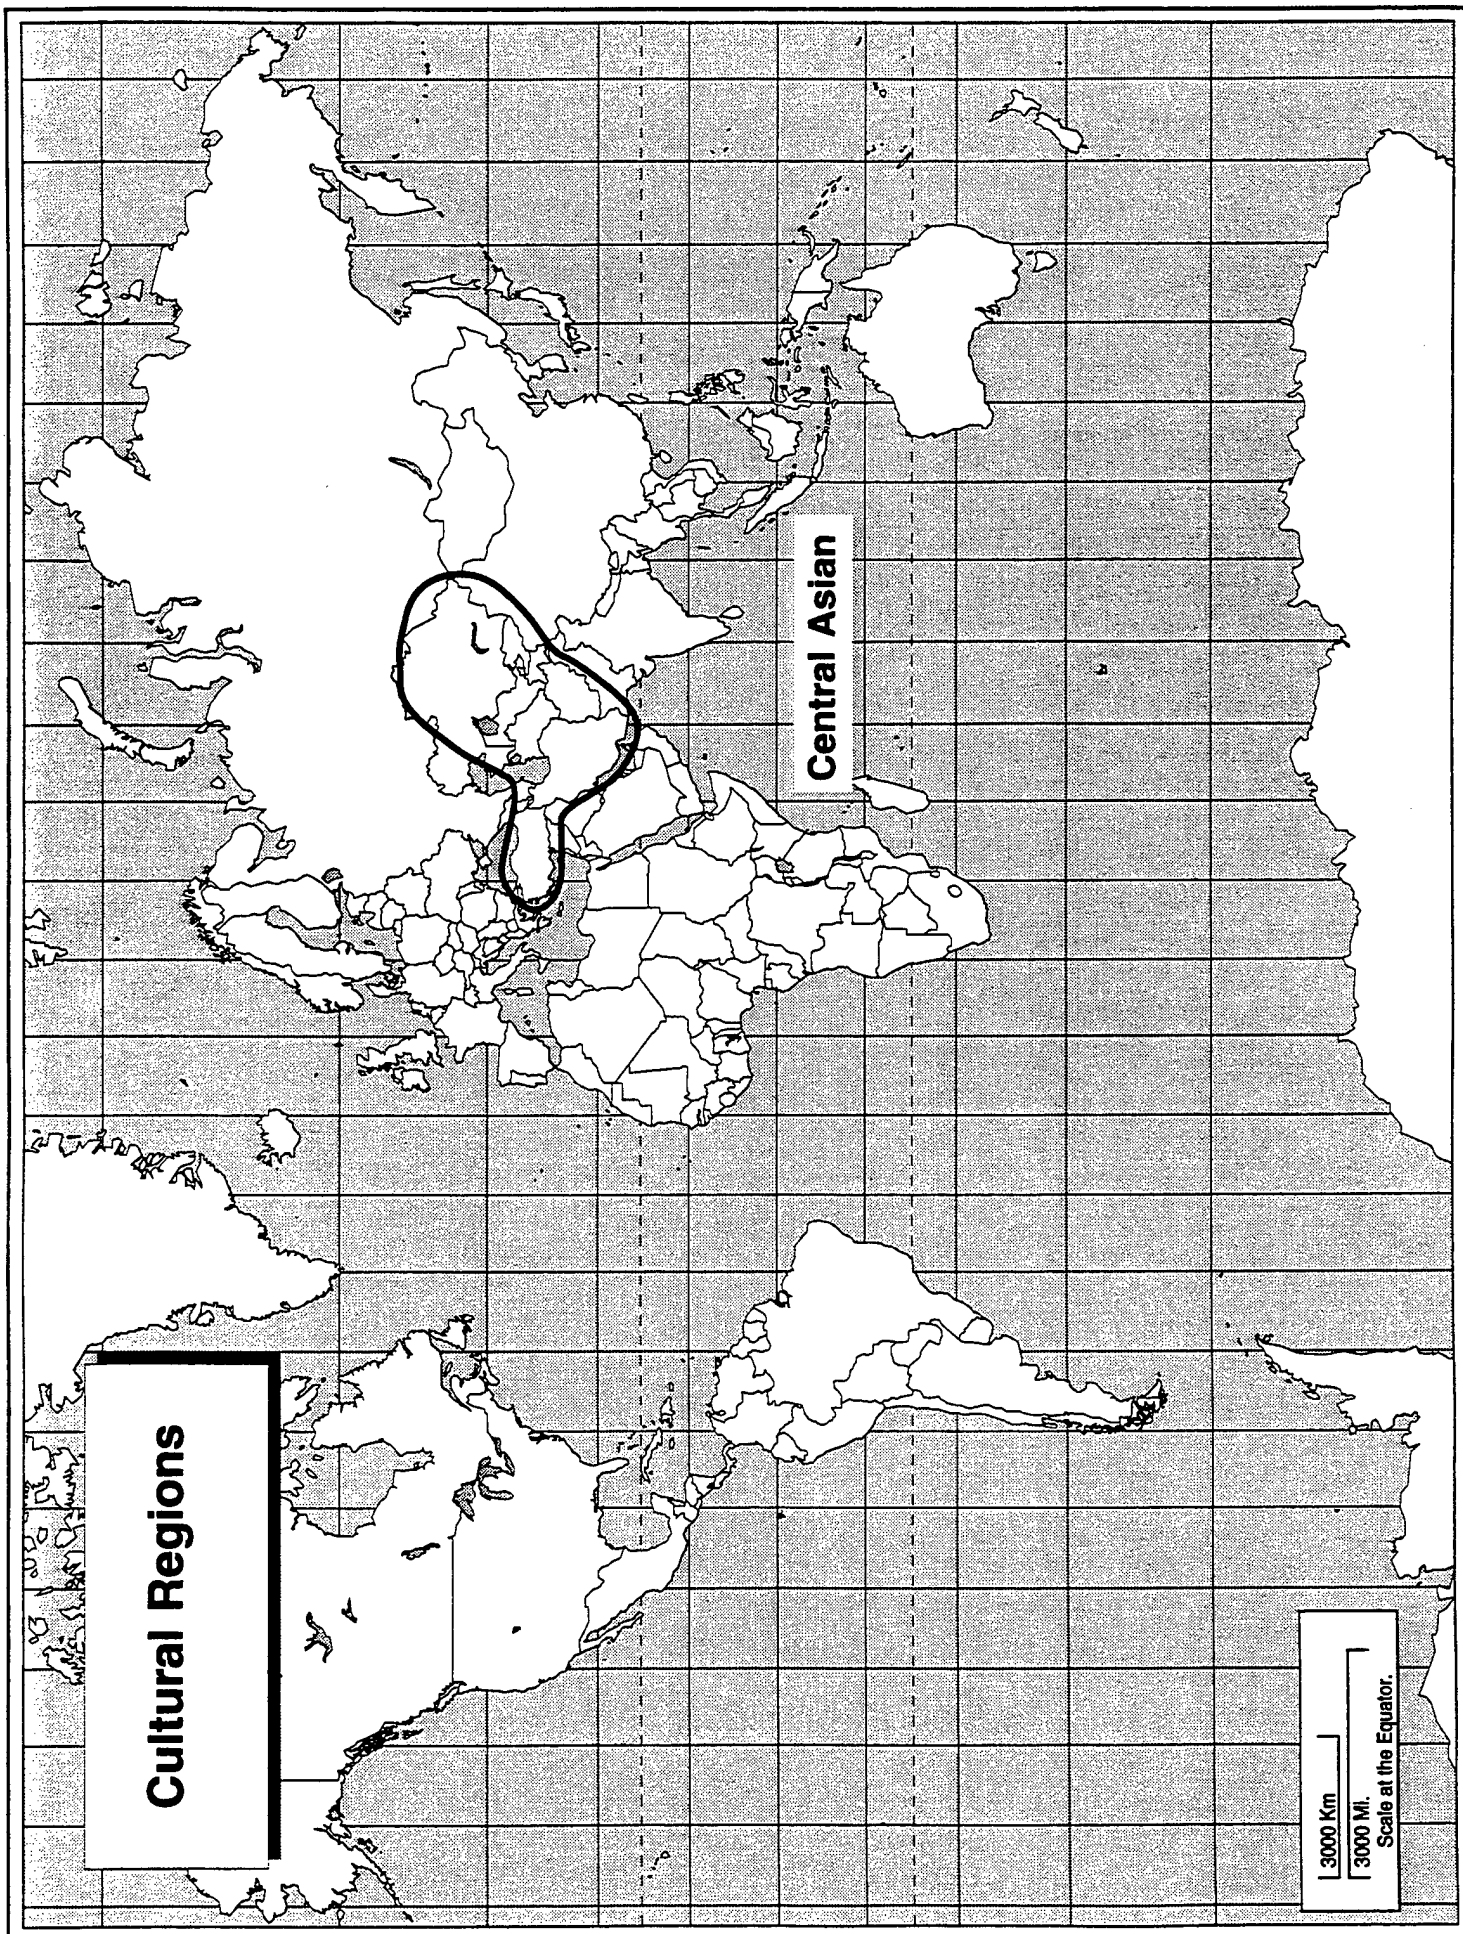 Cultural Regions
Central Asian
3000 Km
3000 Mi.
Scale at the Equator.